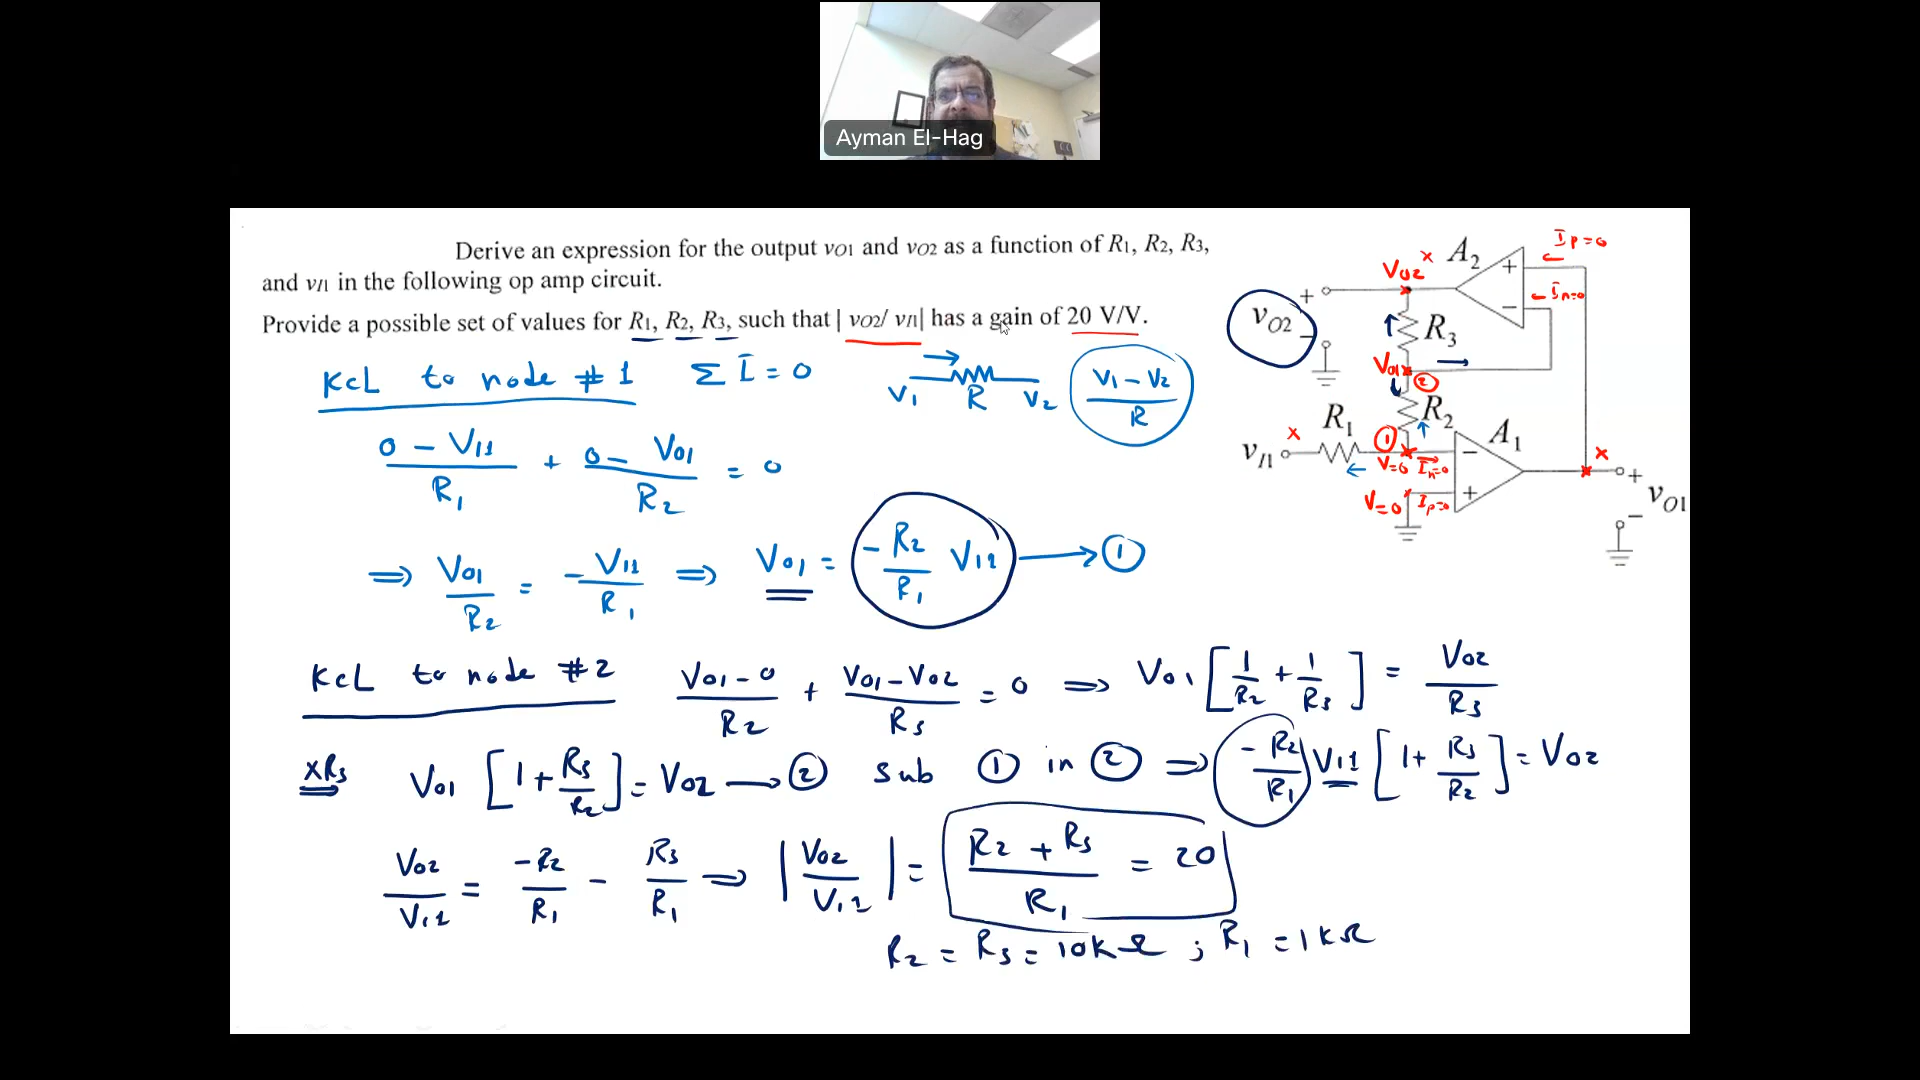 Ayman El-Hag
Derive an expression for the output vO1 and vO2 as a function of R1, R2, R3,
and vI1 in the following op amp circuit.
Provide a possible set of values for R1, R2, R3, such that | vO2/ vI1| has a gain of 20 V/V.
KCL to node #1 Σ I = 0
V1 R V2 (V1 - V2)/R
(0 - VI1)/R1 + (0 - VO1)/R2 = 0
⇒ VO1/R2 = -VI1/R1 ⇒ VO1 = -R2/R1 VI1 → ①
KCL to node #2 (VO1 - 0)/R2 + (VO1 - VO2)/R3 = 0 ⇒ VO1 [1/R2 + 1/R3] = VO2/R3
×R3 VO1 [1 + R3/R2] = VO2 → ② sub ① in ② ⇒ -R2/R1 VI1 [1 + R3/R2] = VO2
VO2/VI1 = -R2/R1 - R3/R1 ⇒ |VO2/VI1| = (R2 + R3)/R1 = 20
R2 = R3 = 10kΩ ; R1 = 1kΩ
IP=0
VO2 × A2 +
+ In=0
vO2 −
− R3
VO1 ②
R1 R2 A1
× ① − ×
vI1 V=0 In=0 +
V=0 IP=0 + vO1
−